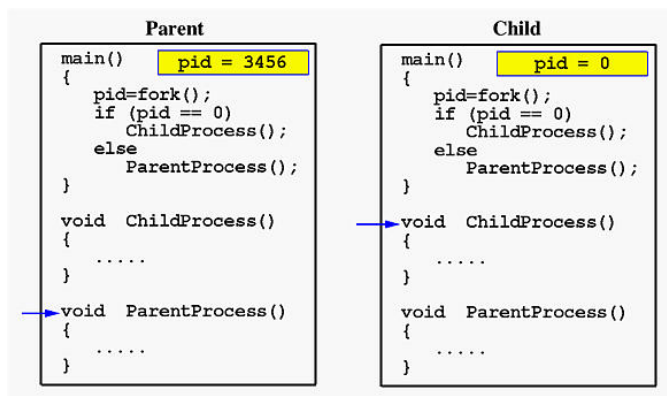 Parent
main()
pid = 3456
{
pid=fork();
if (pid == 0)
ChildProcess();
else
ParentProcess();
}
void ChildProcess()
{
.....
}
void ParentProcess()
{
.....
}
Child
main()
pid = 0
{
pid=fork();
if (pid == 0)
ChildProcess();
else
ParentProcess();
}
void ChildProcess()
{
.....
}
void ParentProcess()
{
.....
}